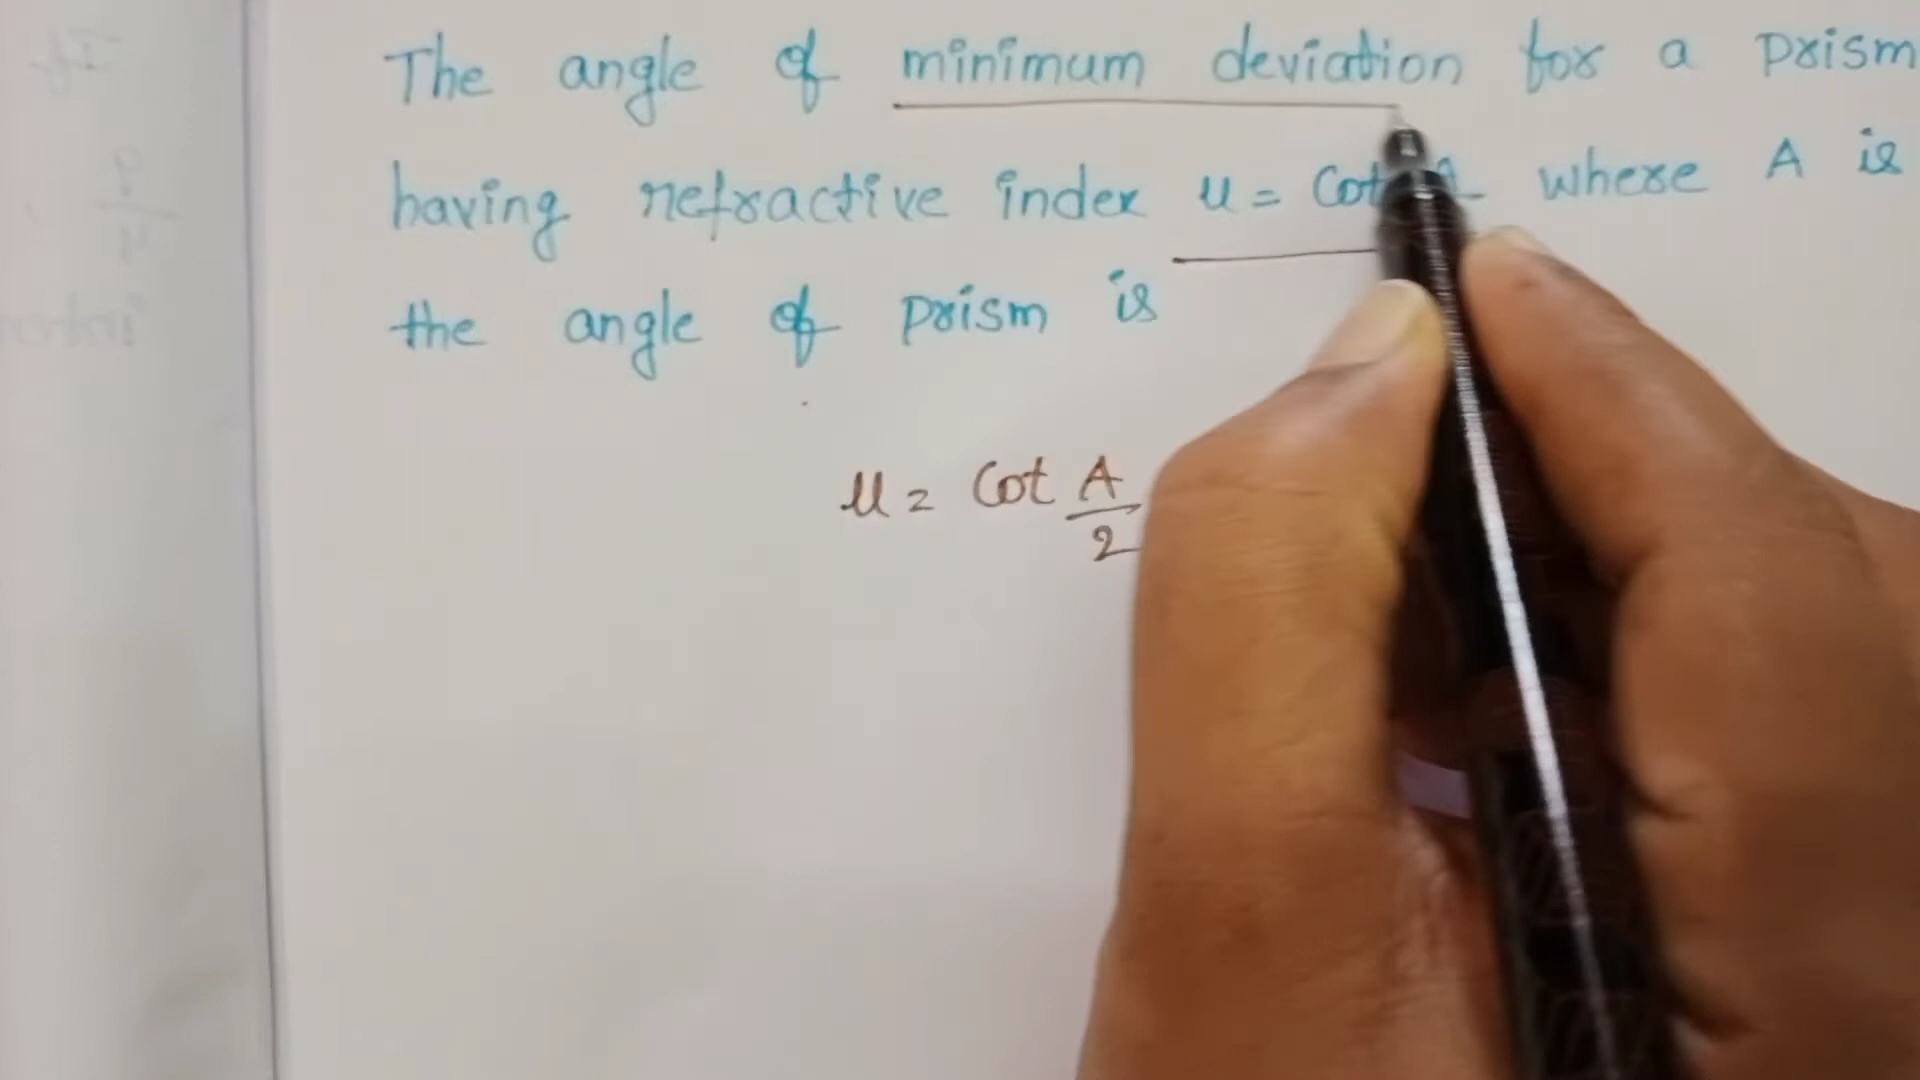 The angle of minimum deviation for a prism
having refractive index u = Cot where A is
the angle of prism is
u = Cot A/2